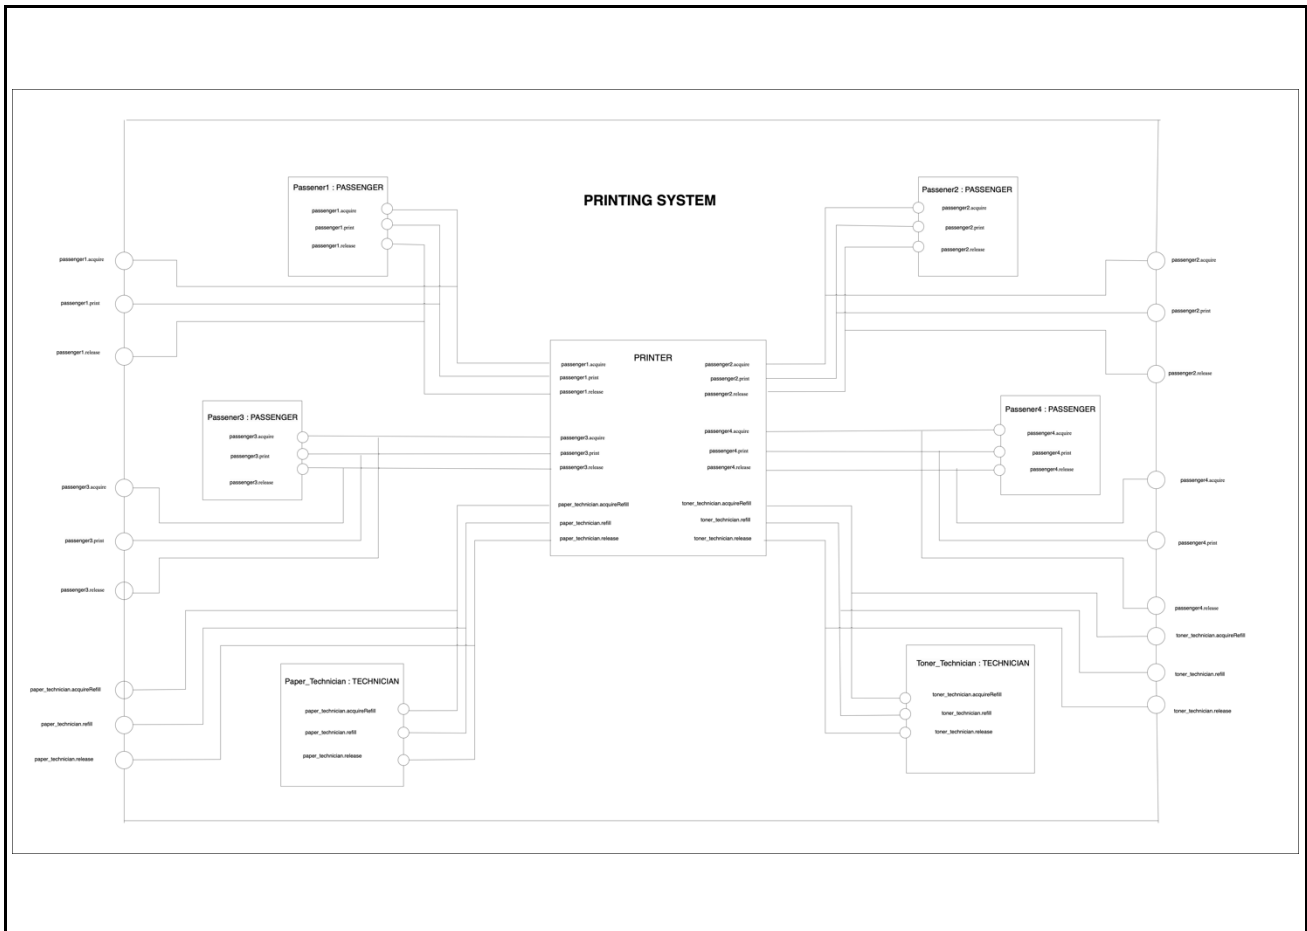 PRINTING SYSTEM
Passener1 : PASSENGER
passenger1.acquire
passenger1.print
passenger1.release
Passener2 : PASSENGER
passenger2.acquire
passenger2.print
passenger2.release
passenger1.acquire
passenger1.print
passenger1.release
passenger2.acquire
passenger2.print
passenger2.release
PRINTER
passenger1.acquire
passenger1.print
passenger1.release
passenger2.acquire
passenger2.print
passenger2.release
passenger3.acquire
passenger3.print
passenger3.release
passenger4.acquire
passenger4.print
passenger4.release
paper_technician.acquireRefill
paper_technician.refill
paper_technician.release
toner_technician.acquireRefill
toner_technician.refill
toner_technician.release
Passener3 : PASSENGER
passenger3.acquire
passenger3.print
passenger3.release
Passener4 : PASSENGER
passenger4.acquire
passenger4.print
passenger4.release
passenger3.acquire
passenger3.print
passenger3.release
passenger4.acquire
passenger4.print
passenger4.release
toner_technician.acquireRefill
toner_technician.refill
toner_technician.release
paper_technician.acquireRefill
paper_technician.refill
paper_technician.release
Paper_Technician : TECHNICIAN
paper_technician.acquireRefill
paper_technician.refill
paper_technician.release
Toner_Technician : TECHNICIAN
toner_technician.acquireRefill
toner_technician.refill
toner_technician.release